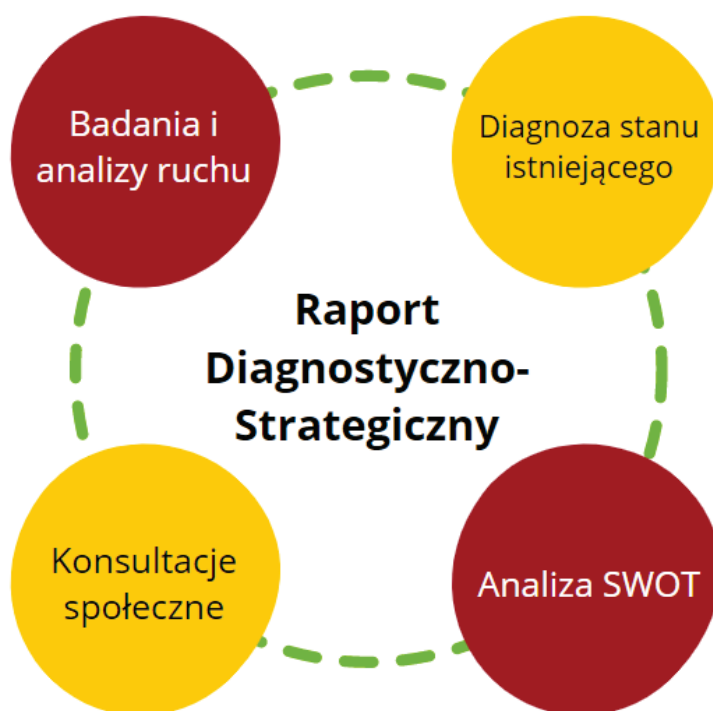 Badania i
analizy ruchu
Diagnoza stanu
istniejącego
Raport
Diagnostyczno-
Strategiczny
Konsultacje
społeczne
Analiza SWOT